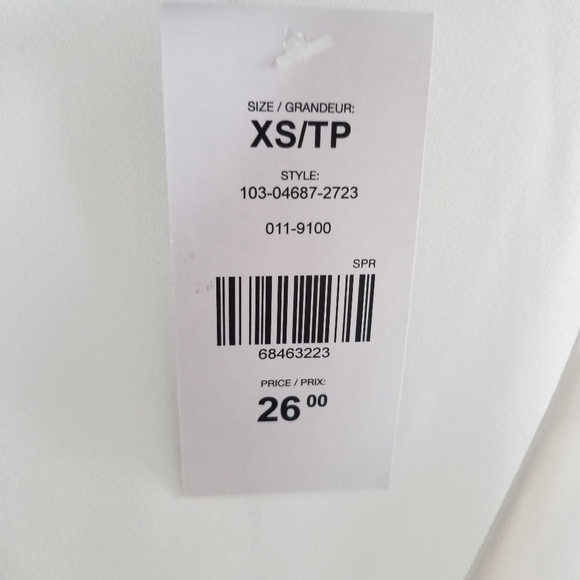 SIZE / GRANDEUR:
XS/TP
STYLE:
103-04687-2723
011-9100
SPR
68463223
PRICE / PRIX:
26 00